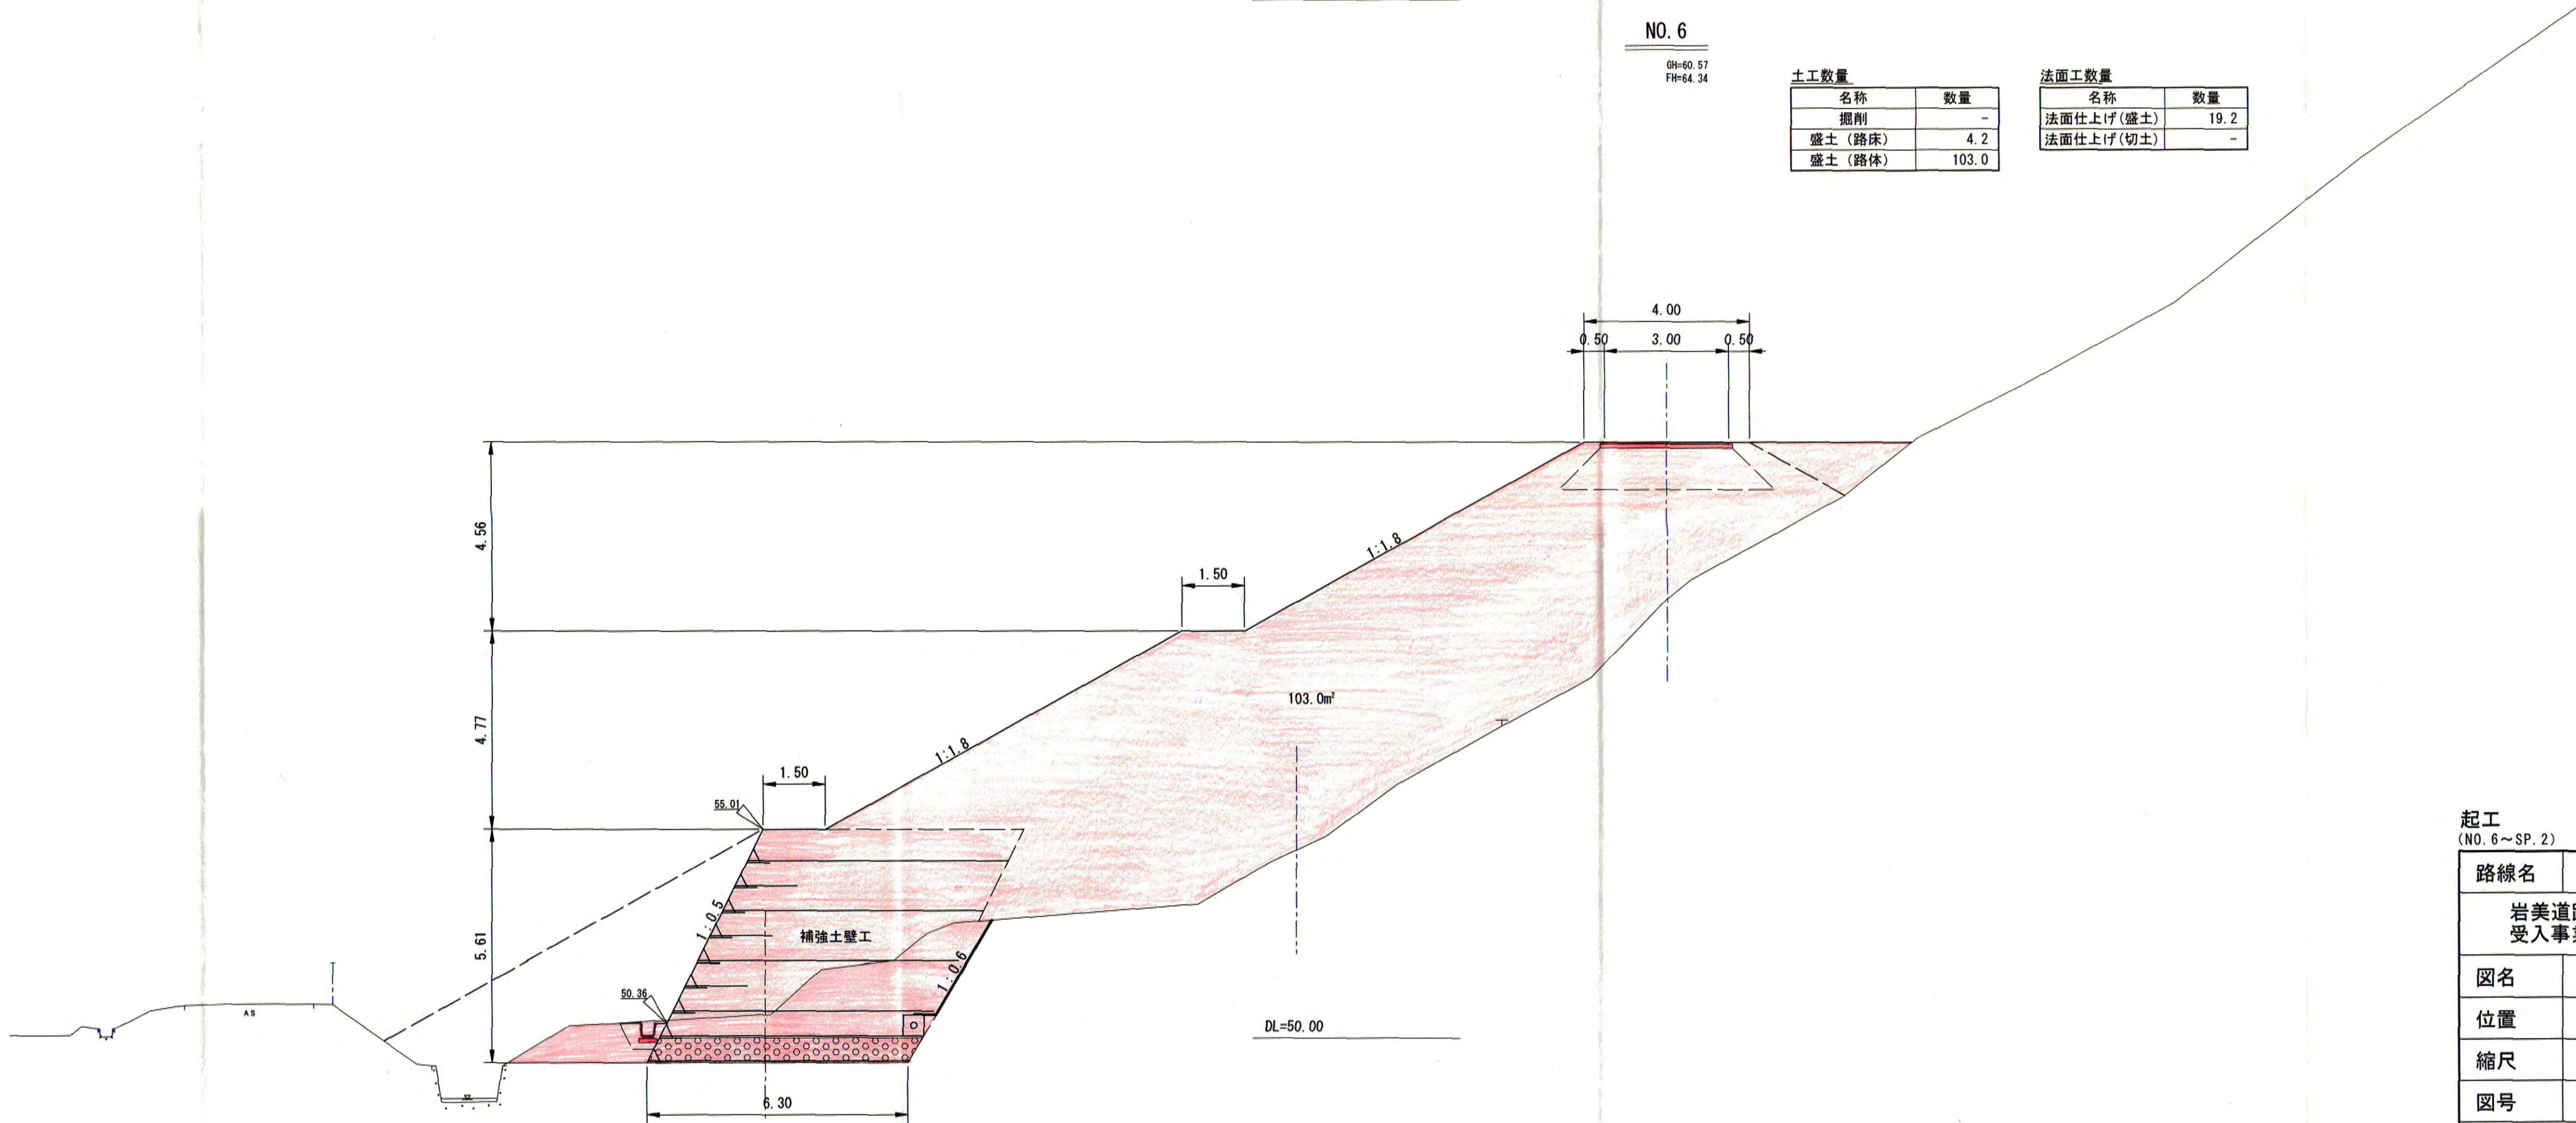 NO. 6
GH=60.57
FH=64.34
土工数量
名称 数量
掘削 -
盛土（路床） 4.2
盛土（路体） 103.0
法面工数量
名称 数量
法面仕上げ(盛土) 19.2
法面仕上げ(切土) -
4.00
0.50 3.00 0.50
4.56
1:1.8
1.50
103.0m²
4.77
1:1.8
1.50
55.01
5.61
1:0.5
補強土壁工
1:0.6
50.36
AS
DL=50.00
6.30
起工
(NO.6～SP.2)
路線名
岩美道
受入事
図名
位置
縮尺
図号